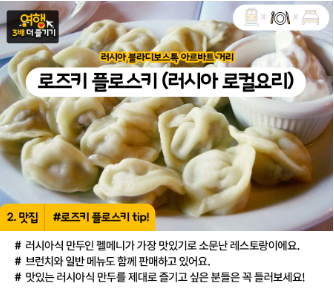 여행
3배 더 즐기기
러시아 블라디보스톡 아르바트 거리
로즈키 플로스키 (러시아 로컬요리)
2. 맛집 #로즈키 플로스키 tip!
# 러시아식 만두인 펠메니가 가장 맛있기로 소문난 레스토랑이에요.
# 브런치와 일반 메뉴도 함께 판매하고 있어요.
# 맛있는 러시아식 만두를 제대로 즐기고 싶은 분들은 꼭 들러보세요!